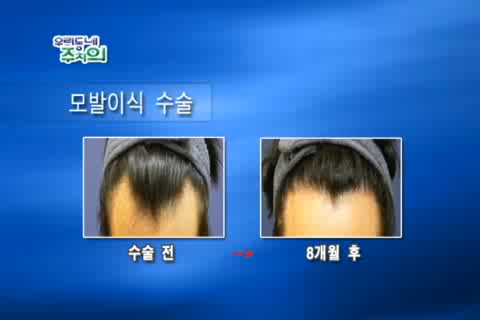 우리동네
주치의
모발이식 수술
수술 전
8개월 후